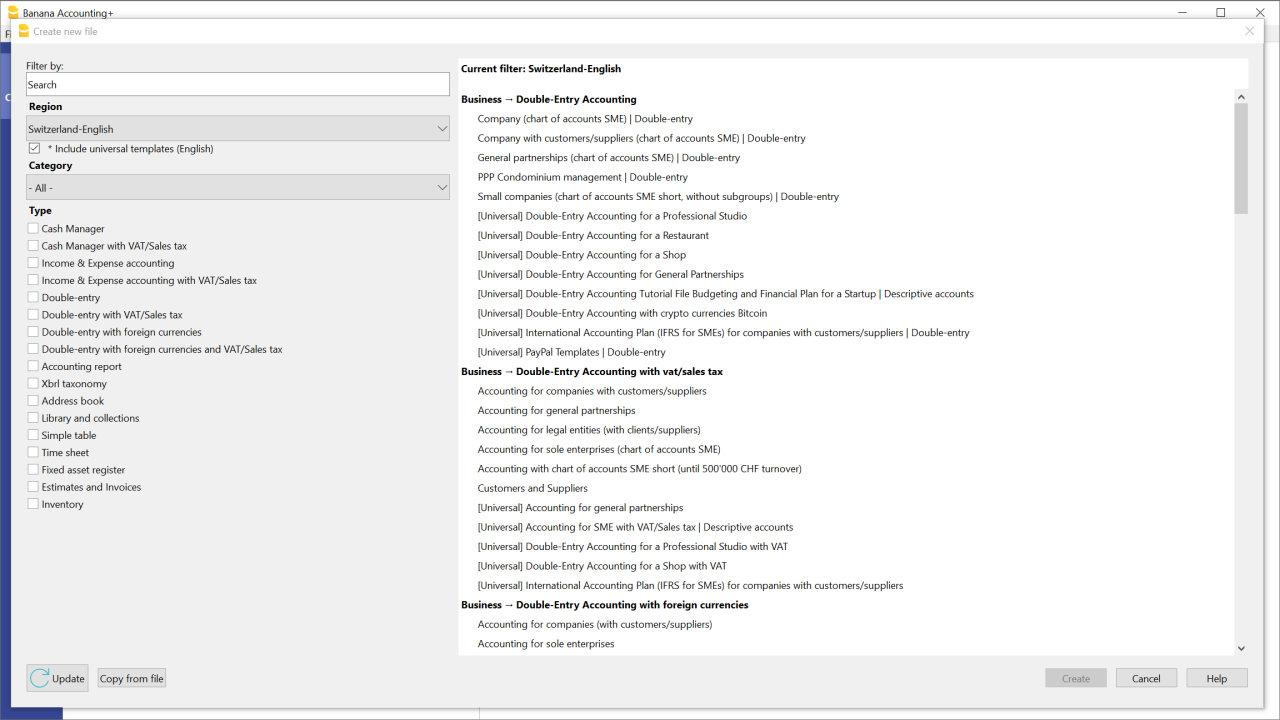 Banana Accounting+
Create new file
Filter by:
Search
Region
Switzerland-English
* Include universal templates (English)
Category
- All -
Type
Cash Manager
Cash Manager with VAT/Sales tax
Income & Expense accounting
Income & Expense accounting with VAT/Sales tax
Double-entry
Double-entry with VAT/Sales tax
Double-entry with foreign currencies
Double-entry with foreign currencies and VAT/Sales tax
Accounting report
Xbrl taxonomy
Address book
Library and collections
Simple table
Time sheet
Fixed asset register
Estimates and Invoices
Inventory
Update
Copy from file
Current filter: Switzerland-English
Business → Double-Entry Accounting
Company (chart of accounts SME) | Double-entry
Company with customers/suppliers (chart of accounts SME) | Double-entry
General partnerships (chart of accounts SME) | Double-entry
PPP Condominium management | Double-entry
Small companies (chart of accounts SME short, without subgroups) | Double-entry
[Universal] Double-Entry Accounting for a Professional Studio
[Universal] Double-Entry Accounting for a Restaurant
[Universal] Double-Entry Accounting for a Shop
[Universal] Double-Entry Accounting for General Partnerships
[Universal] Double-Entry Accounting Tutorial File Budgeting and Financial Plan for a Startup | Descriptive accounts
[Universal] Double-Entry Accounting with crypto currencies Bitcoin
[Universal] International Accounting Plan (IFRS for SMEs) for companies with customers/suppliers | Double-entry
[Universal] PayPal Templates | Double-entry
Business → Double-Entry Accounting with vat/sales tax
Accounting for companies with customers/suppliers
Accounting for general partnerships
Accounting for legal entities (with clients/suppliers)
Accounting for sole enterprises (chart of accounts SME)
Accounting with chart of accounts SME short (until 500'000 CHF turnover)
Customers and Suppliers
[Universal] Accounting for general partnerships
[Universal] Accounting for SME with VAT/Sales tax | Descriptive accounts
[Universal] Double-Entry Accounting for a Professional Studio with VAT
[Universal] Double-Entry Accounting for a Shop with VAT
[Universal] International Accounting Plan (IFRS for SMEs) for companies with customers/suppliers
Business → Double-Entry Accounting with foreign currencies
Accounting for companies (with customers/suppliers)
Accounting for sole enterprises
Create
Cancel
Help